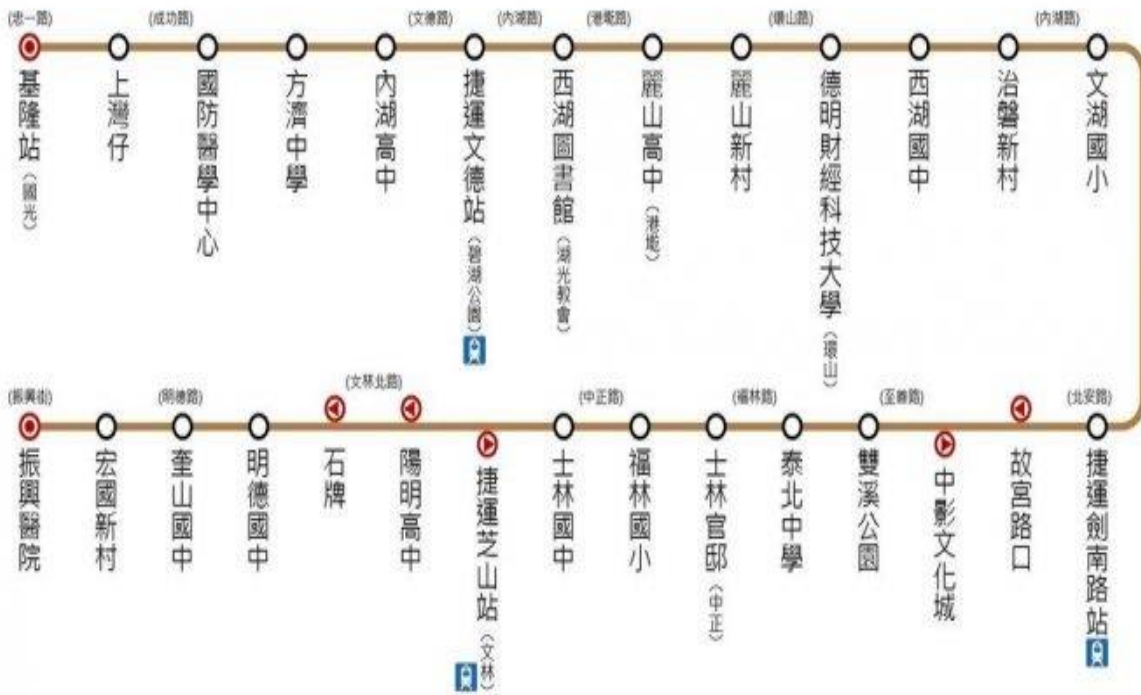 (忠一路)
(成功路)
(文德路)
(內湖路)
(港墘路)
(環山路)
(內湖路)
基隆站（國光）
上灣仔
國防醫學中心
方濟中學
內湖高中
捷運文德站（碧湖公園）
西湖圖書館（湖光教會）
麗山高中（港墘）
麗山新村
德明財經科技大學（環山）
西湖國中
治磐新村
文湖國小
(振興街)
(明德路)
(文林北路)
(中正路)
(福林路)
(至善路)
(北安路)
振興醫院
宏國新村
奎山國中
明德國中
石牌
陽明高中
捷運芝山站（文林）
士林國中
福林國小
士林官邸（中正）
泰北中學
雙溪公園
中影文化城
故宮路口
捷運劍南路站